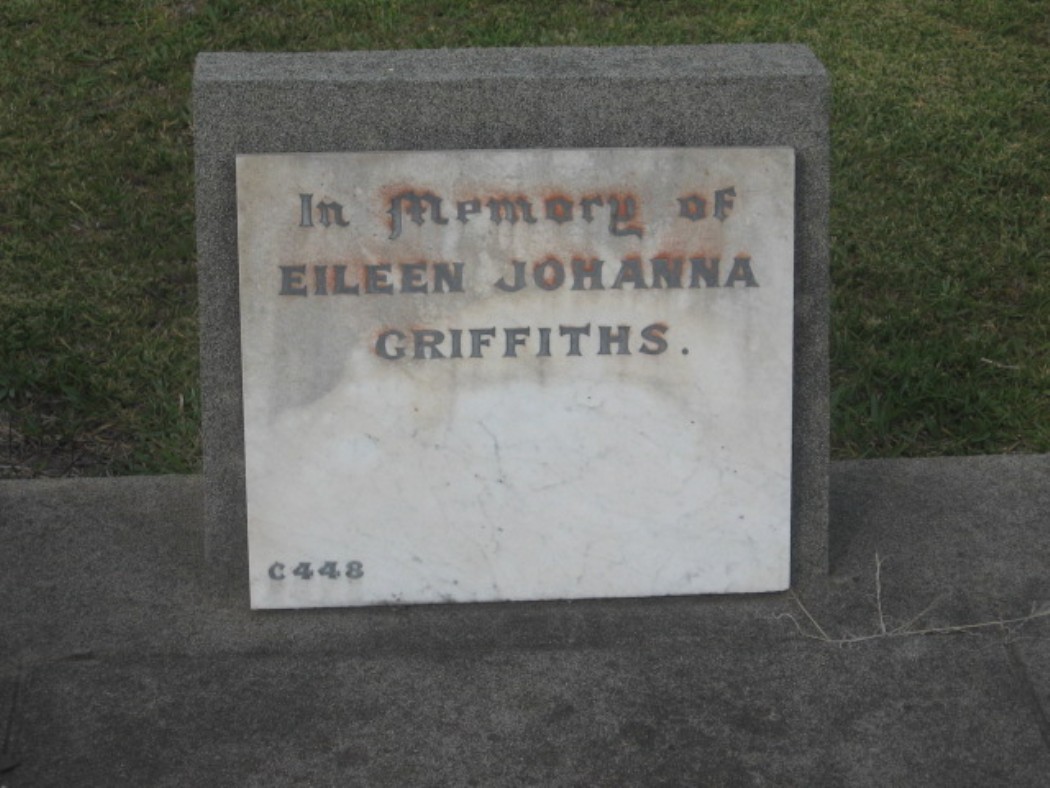 In Memory of
EILEEN JOHANNA
GRIFFITHS.
C448